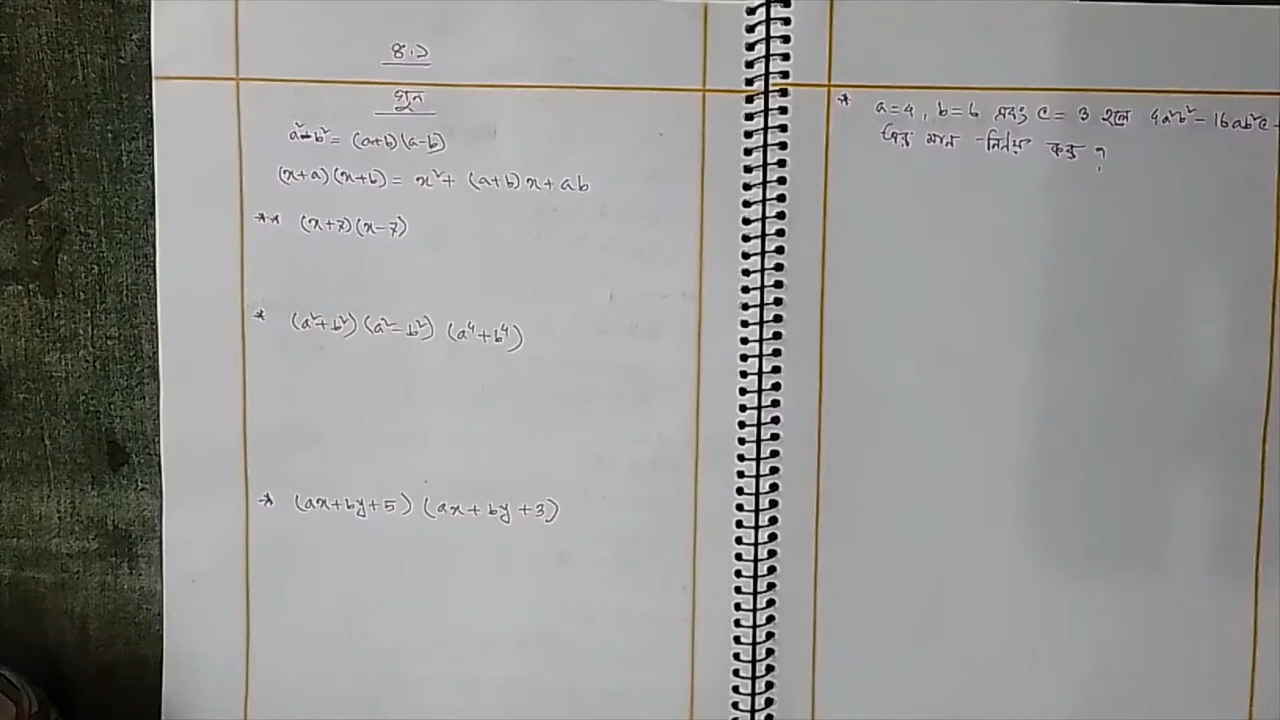 ৪.১
সূত্র
a² - b² = (a+b)(a-b)
(x+a)(x+b) = x² + (a+b)x + ab
** (x+7)(x-7)
* (a²+b²)(a²-b²)(a⁴+b⁴)
* (ax+by+5)(ax+by+3)
* a=4, b=6 এবং c=3 হলে 4a²b² - 16ab²c +
এর মান নির্ণয় কর ?